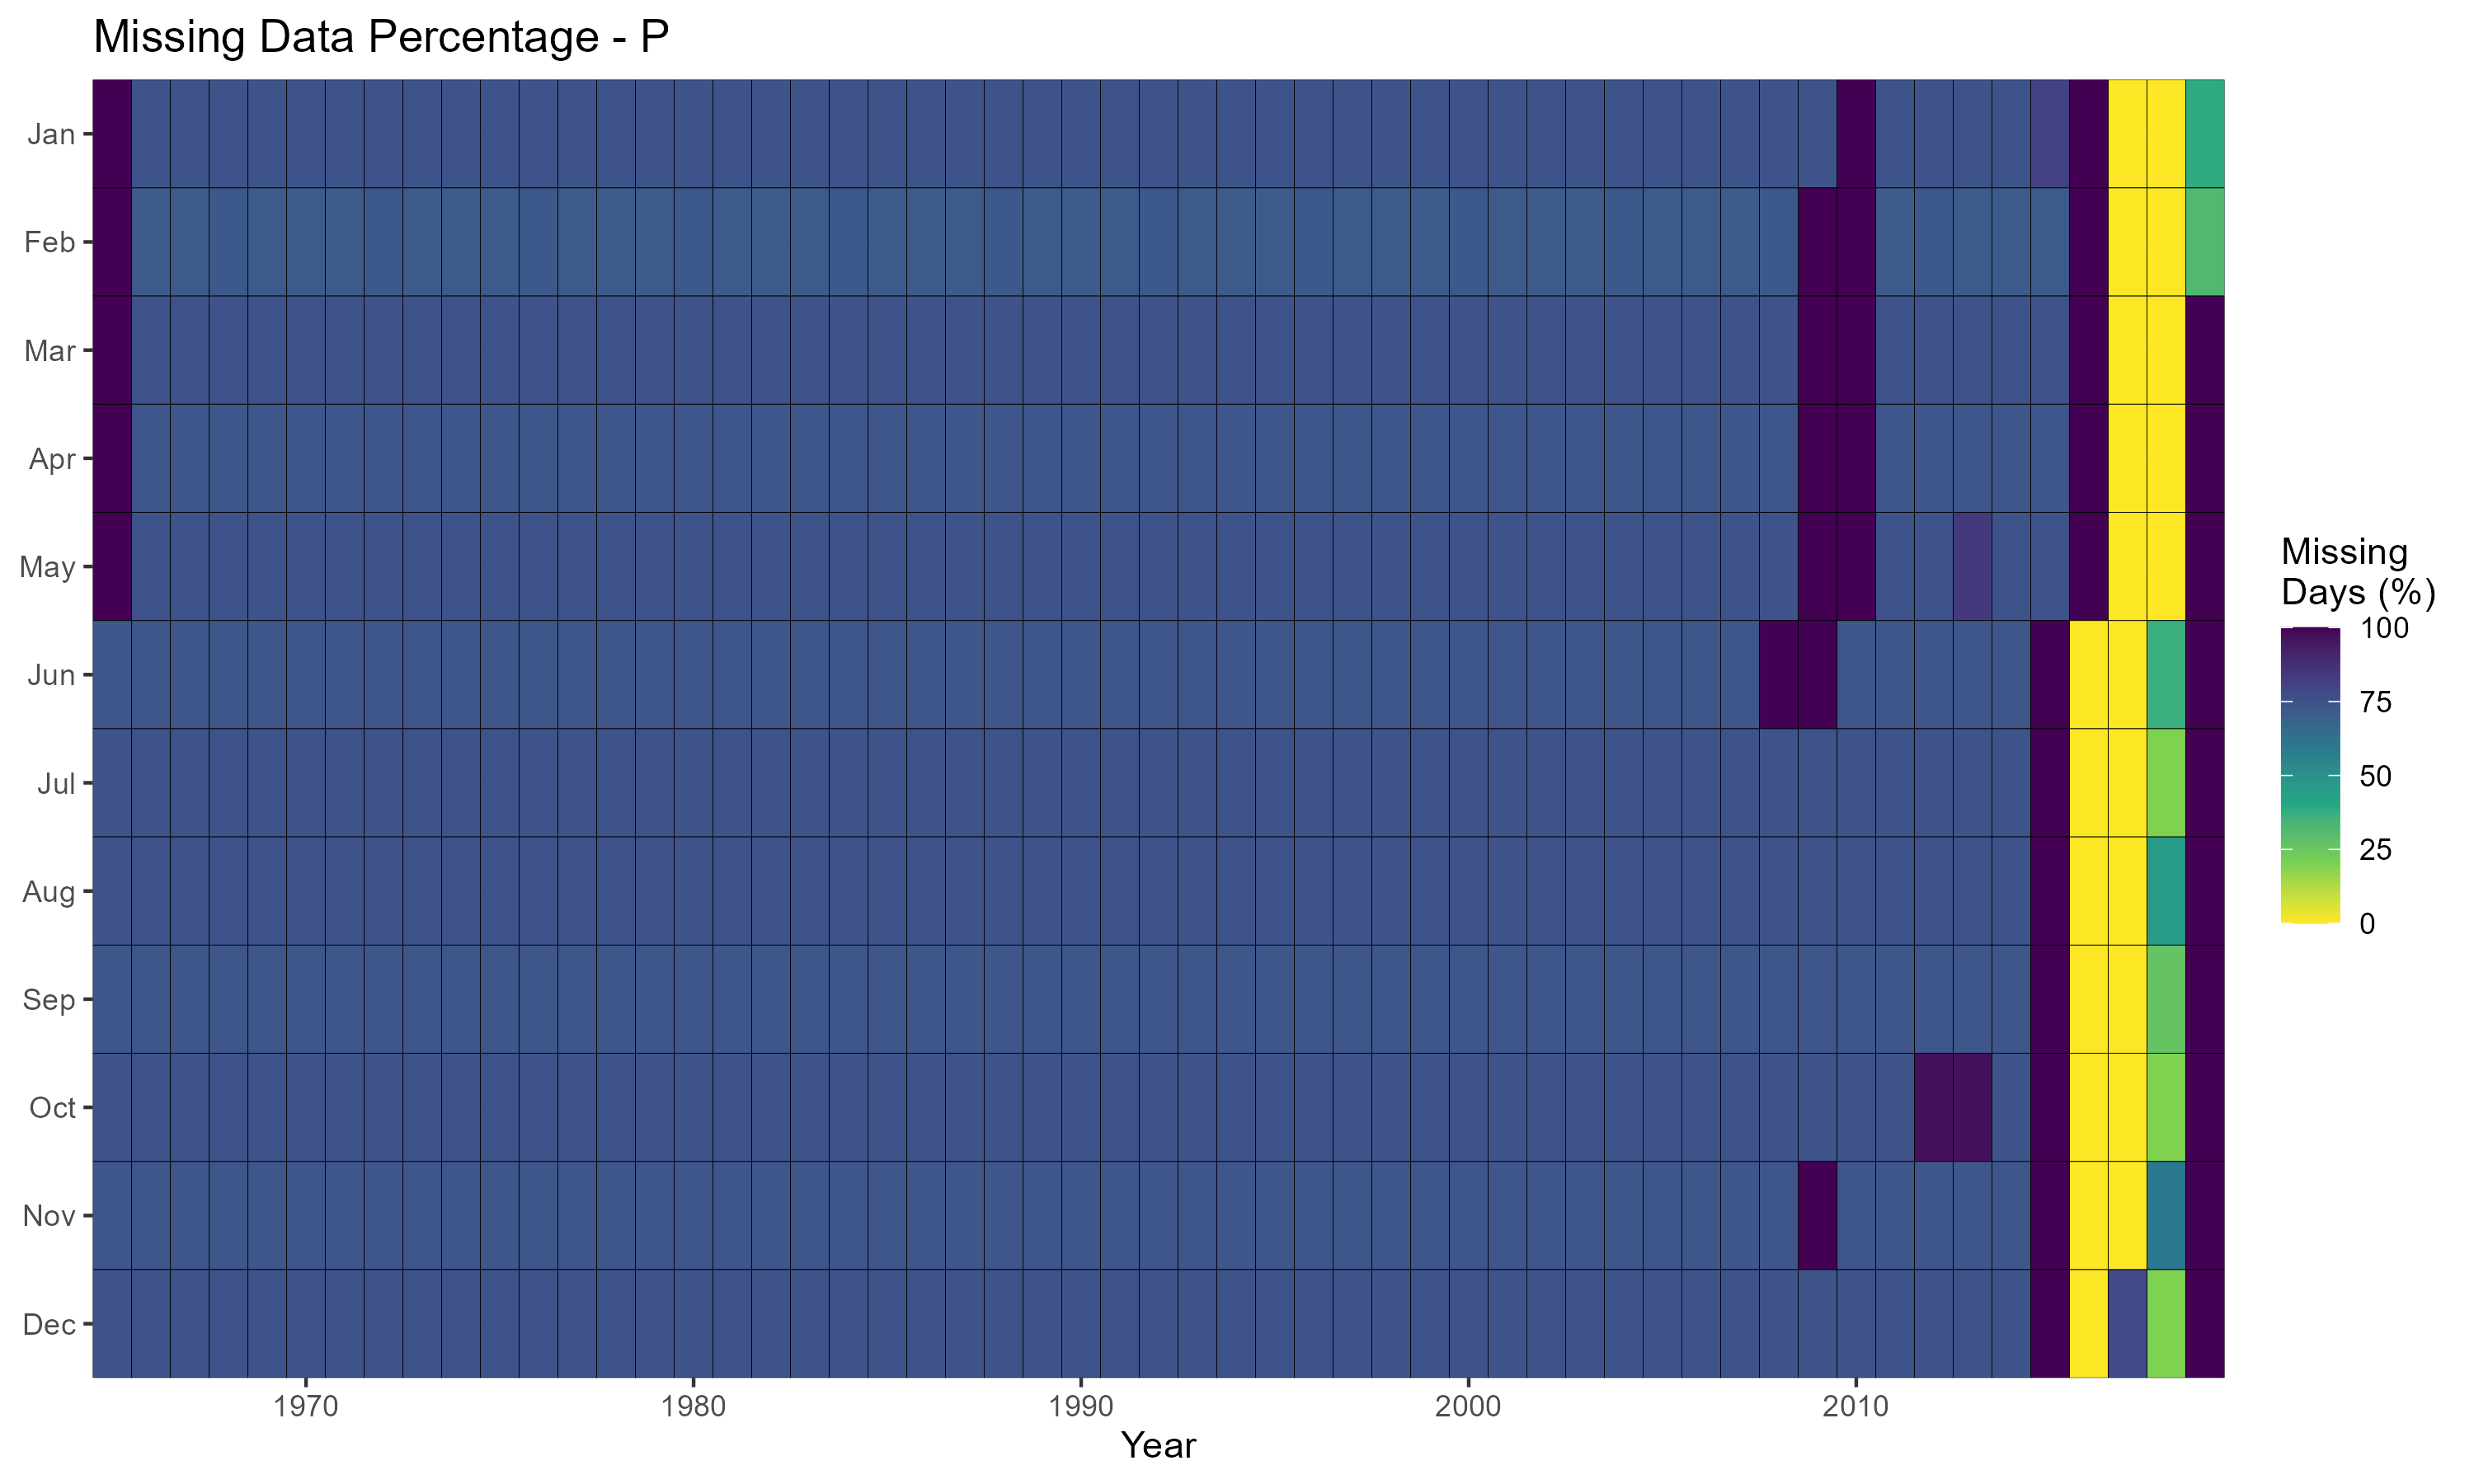 Missing Data Percentage - P
Jan
Feb
Mar
Apr
May
Jun
Jul
Aug
Sep
Oct
Nov
Dec
1970
1980
1990
2000
2010
Year
Missing
Days (%)
100
75
50
25
0